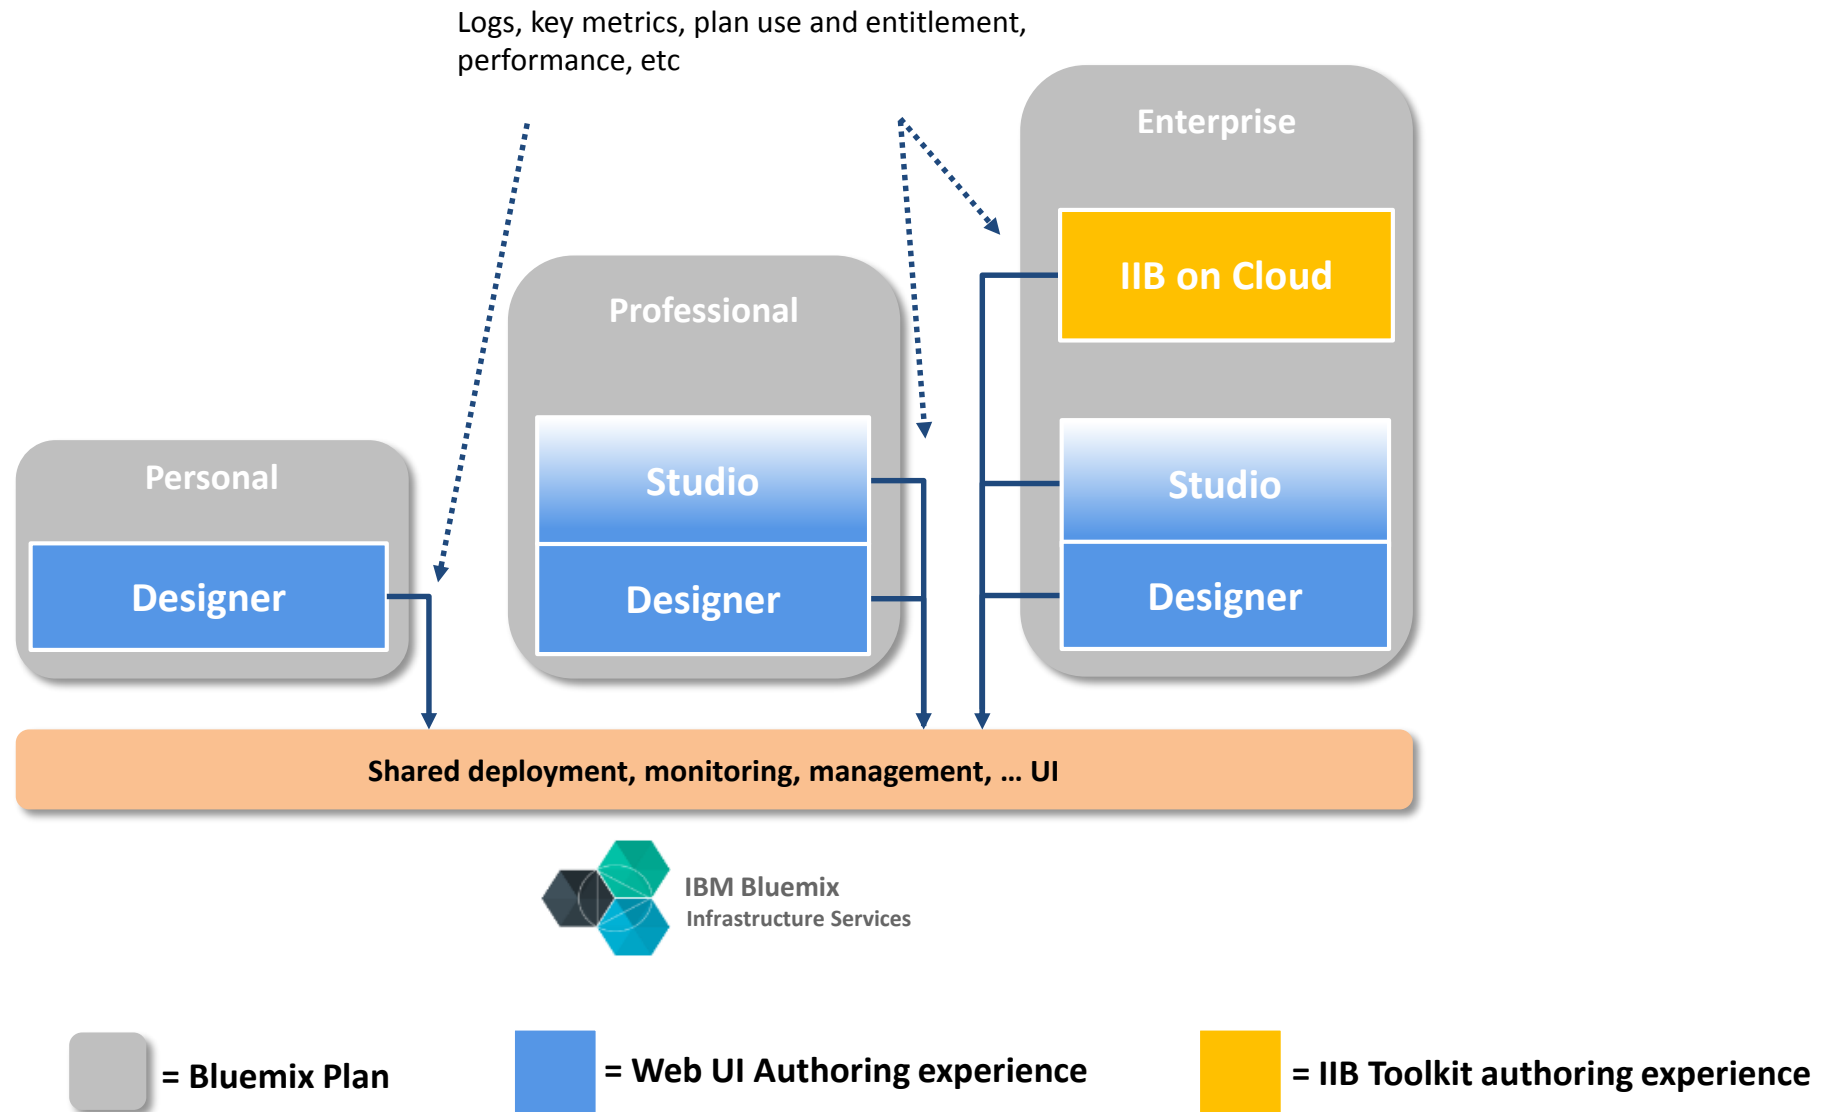 Logs, key metrics, plan use and entitlement,
performance, etc
Enterprise
IIB on Cloud
Professional
Studio
Studio
Personal
Designer
Designer
Designer
Shared deployment, monitoring, management, ... UI
IBM Bluemix
Infrastructure Services
= Bluemix Plan
= Web UI Authoring experience
= IIB Toolkit authoring experience